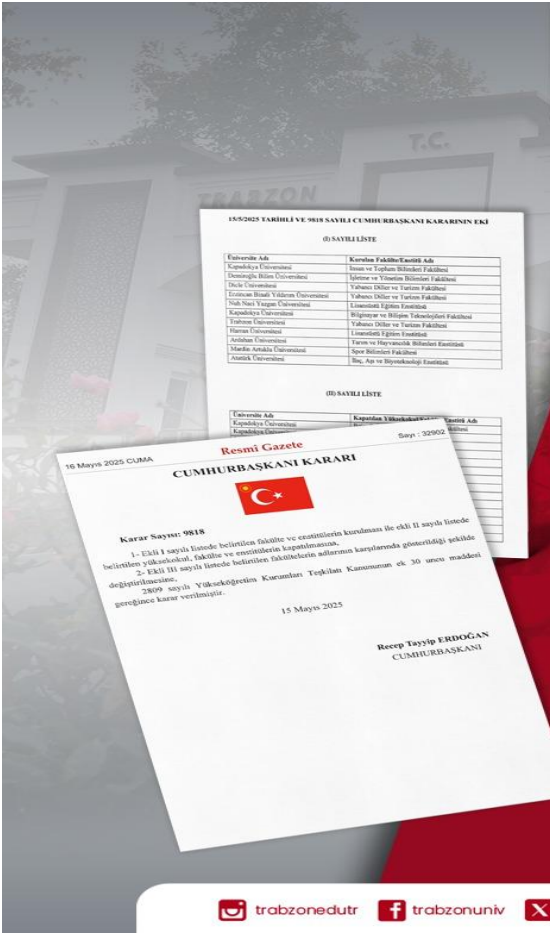 T.C.
TRABZON
15/5/2025 TARİHLİ VE 9818 SAYILI CUMHURBAŞKANI KARARININ EKİ
(I) SAYILI LİSTE
Üniversite Adı Kurulan Fakülte/Enstitü Adı
Kapadokya Üniversitesi İnsan ve Toplum Bilimleri Fakültesi
Demiroğlu Bilim Üniversitesi İşletme ve Yönetim Bilimleri Fakültesi
Dicle Üniversitesi Yabancı Diller ve Turizm Fakültesi
Erzincan Binali Yıldırım Üniversitesi Yabancı Diller ve Turizm Fakültesi
Nuh Naci Yazgan Üniversitesi Lisansüstü Eğitim Enstitüsü
Kapadokya Üniversitesi Bilgisayar ve Bilişim Teknolojileri Fakültesi
Trabzon Üniversitesi Yabancı Diller ve Turizm Fakültesi
Harran Üniversitesi Lisansüstü Eğitim Enstitüsü
Ardahan Üniversitesi Tarım ve Hayvancılık Bilimleri Enstitüsü
Mardin Artuklu Üniversitesi Spor Bilimleri Fakültesi
Atatürk Üniversitesi İlaç, Aşı ve Biyoteknoloji Enstitüsü
(II) SAYILI LİSTE
Üniversite Adı Kapatılan Adı
Kapadokya Üniversitesi
Kapadokya
16 Mayıs 2025 CUMA Resmî Gazete Sayı : 32902
CUMHURBAŞKANI KARARI
Karar Sayısı: 9818
1- Ekli I sayılı listede belirtilen fakülte ve enstitülerin kurulması ile ekli II sayılı listede
belirtilen yüksekokul, fakülte ve enstitülerin kapatılmasına,
2- Ekli III sayılı listede belirtilen fakültelerin adlarının karşılarında gösterildiği şekilde
değiştirilmesine,
2809 sayılı Yükseköğretim Kurumları Teşkilatı Kanununun ek 30 uncu maddesi
gereğince karar verilmiştir.
15 Mayıs 2025
Recep Tayyip ERDOĞAN
CUMHURBAŞKANI
trabzonedutr trabzonuniv